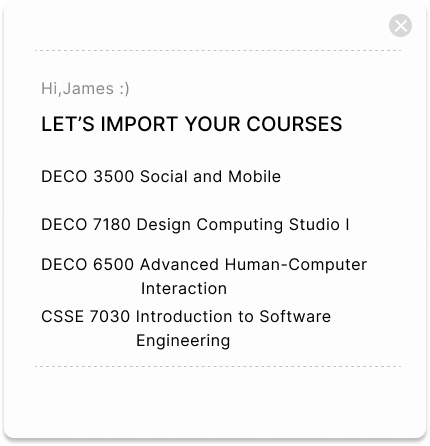 Hi,James :)
LET’S IMPORT YOUR COURSES
DECO 3500 Social and Mobile
DECO 7180 Design Computing Studio I
DECO 6500 Advanced Human-Computer
Interaction
CSSE 7030 Introduction to Software
Engineering